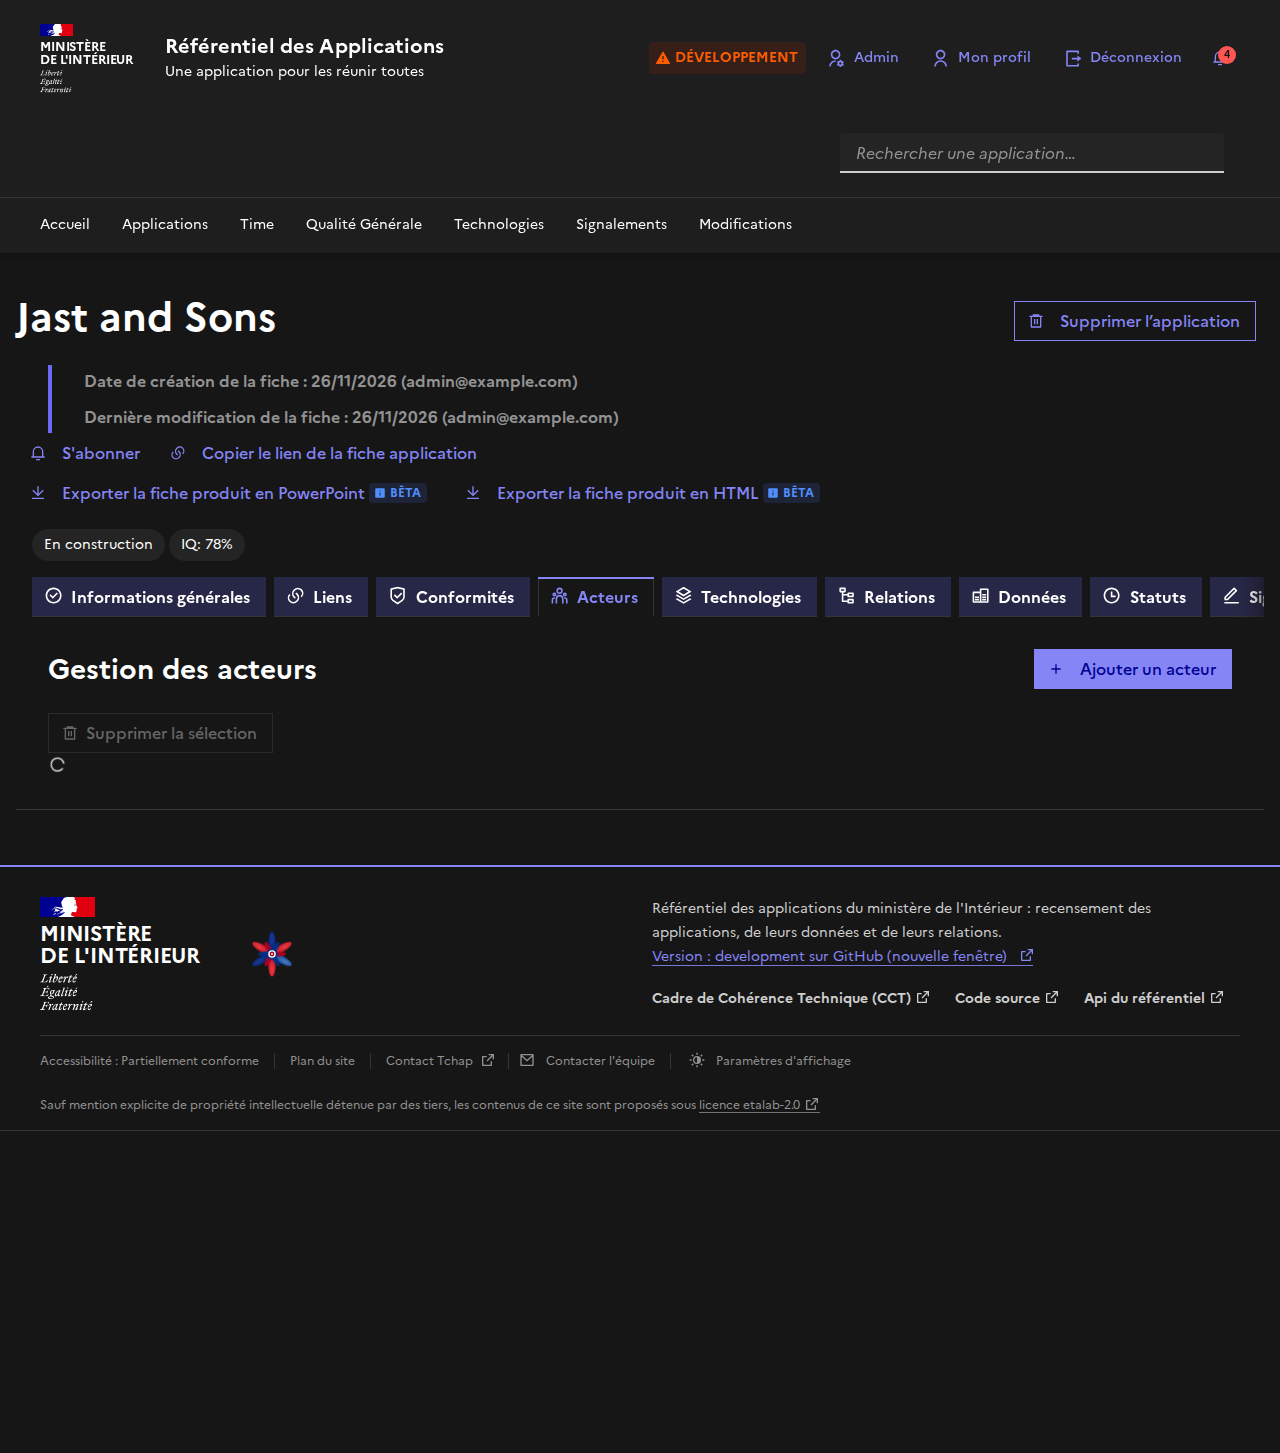 MINISTÈRE
DE L'INTÉRIEUR
Liberté
Égalité
Fraternité
Référentiel des Applications
Une application pour les réunir toutes
DÉVELOPPEMENT
Admin
Mon profil
Déconnexion
4
Rechercher une application...
Accueil
Applications
Time
Qualité Générale
Technologies
Signalements
Modifications
Jast and Sons
Supprimer l’application
Date de création de la fiche : 26/11/2026 (admin@example.com)
Dernière modification de la fiche : 26/11/2026 (admin@example.com)
S'abonner
Copier le lien de la fiche application
Exporter la fiche produit en PowerPoint
BÊTA
Exporter la fiche produit en HTML
BÊTA
En construction
IQ: 78%
Informations générales
Liens
Conformités
Acteurs
Technologies
Relations
Données
Statuts
Gestion des acteurs
Ajouter un acteur
Supprimer la sélection
MINISTÈRE
DE L'INTÉRIEUR
Liberté
Égalité
Fraternité
Référentiel des applications du ministère de l'Intérieur : recensement des
applications, de leurs données et de leurs relations.
Version : development sur GitHub (nouvelle fenêtre)
Cadre de Cohérence Technique (CCT)
Code source
Api du référentiel
Accessibilité : Partiellement conforme
Plan du site
Contact Tchap
Contacter l'équipe
Paramètres d'affichage
Sauf mention explicite de propriété intellectuelle détenue par des tiers, les contenus de ce site sont proposés sous licence etalab-2.0